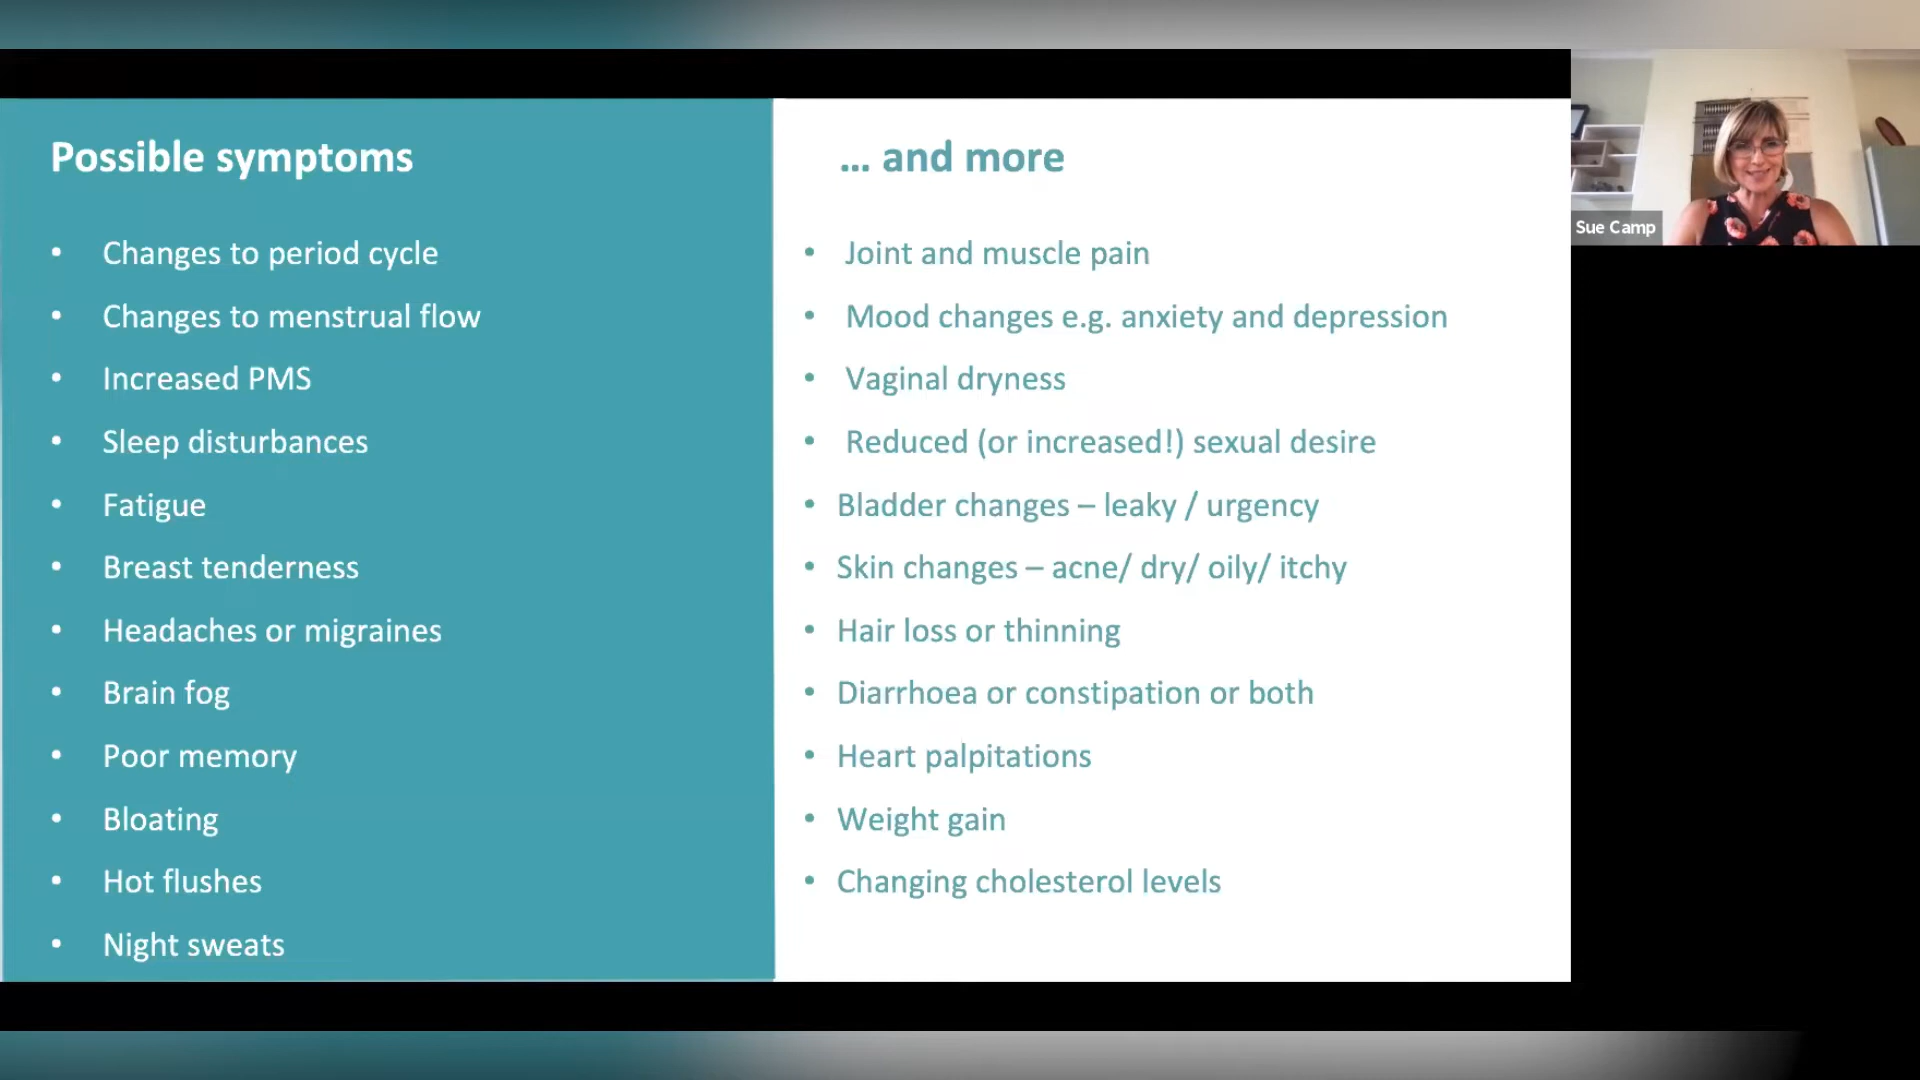 Possible symptoms
• Changes to period cycle
• Changes to menstrual flow
• Increased PMS
• Sleep disturbances
• Fatigue
• Breast tenderness
• Headaches or migraines
• Brain fog
• Poor memory
• Bloating
• Hot flushes
• Night sweats
... and more
• Joint and muscle pain
• Mood changes e.g. anxiety and depression
• Vaginal dryness
• Reduced (or increased!) sexual desire
• Bladder changes – leaky / urgency
• Skin changes – acne/ dry/ oily/ itchy
• Hair loss or thinning
• Diarrhoea or constipation or both
• Heart palpitations
• Weight gain
• Changing cholesterol levels
Sue Camp